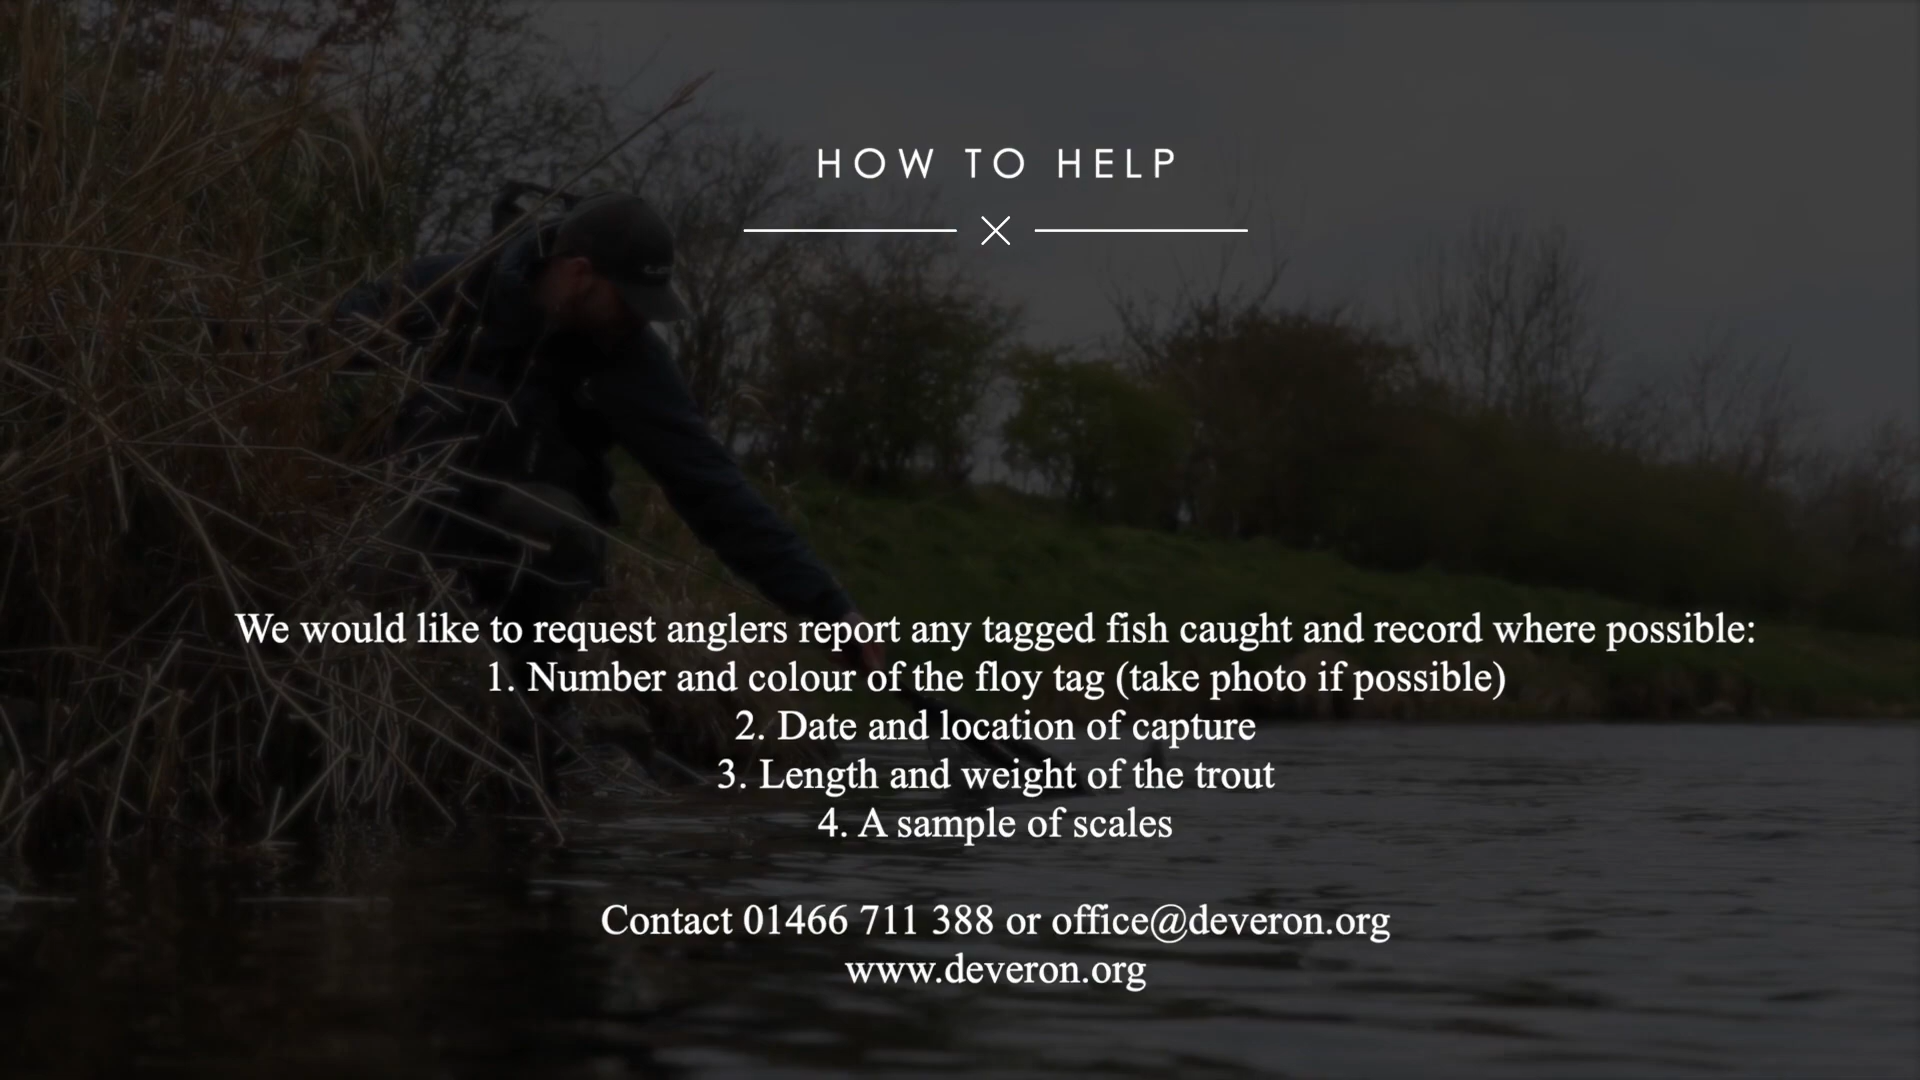 HOW TO HELP
We would like to request anglers report any tagged fish caught and record where possible:
1. Number and colour of the floy tag (take photo if possible)
2. Date and location of capture
3. Length and weight of the trout
4. A sample of scales
Contact 01466 711 388 or office@deveron.org
www.deveron.org